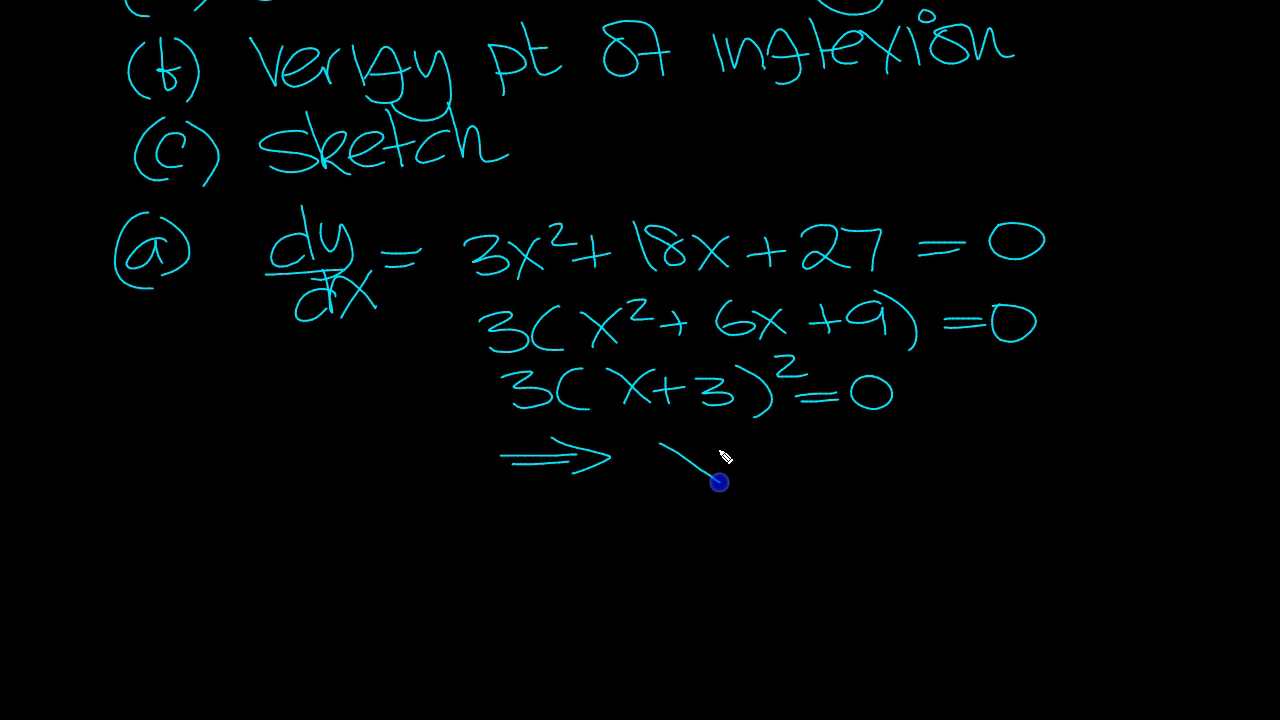 (b) verify pt of inflexion
(c) sketch
(a) dy/dx = 3x² + 18x + 27 = 0
3(x² + 6x + 9) = 0
3(x+3)² = 0
⟹